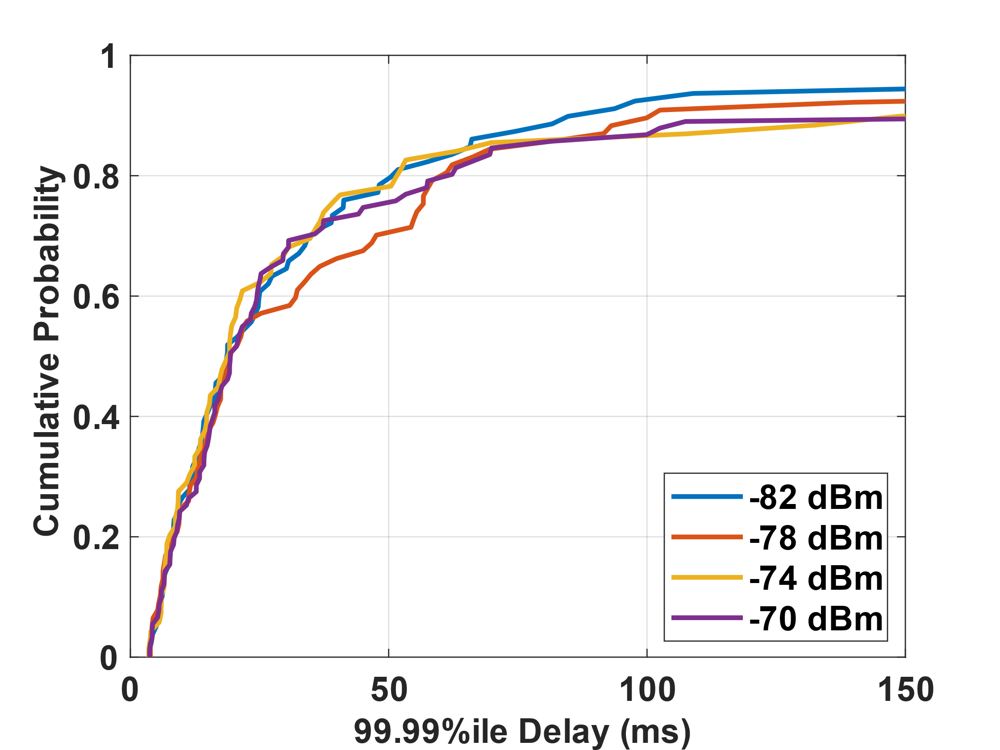 1
0.8
0.6
0.4
0.2
0
Cumulative Probability
-82 dBm
-78 dBm
-74 dBm
-70 dBm
0 50 100 150
99.99%ile Delay (ms)